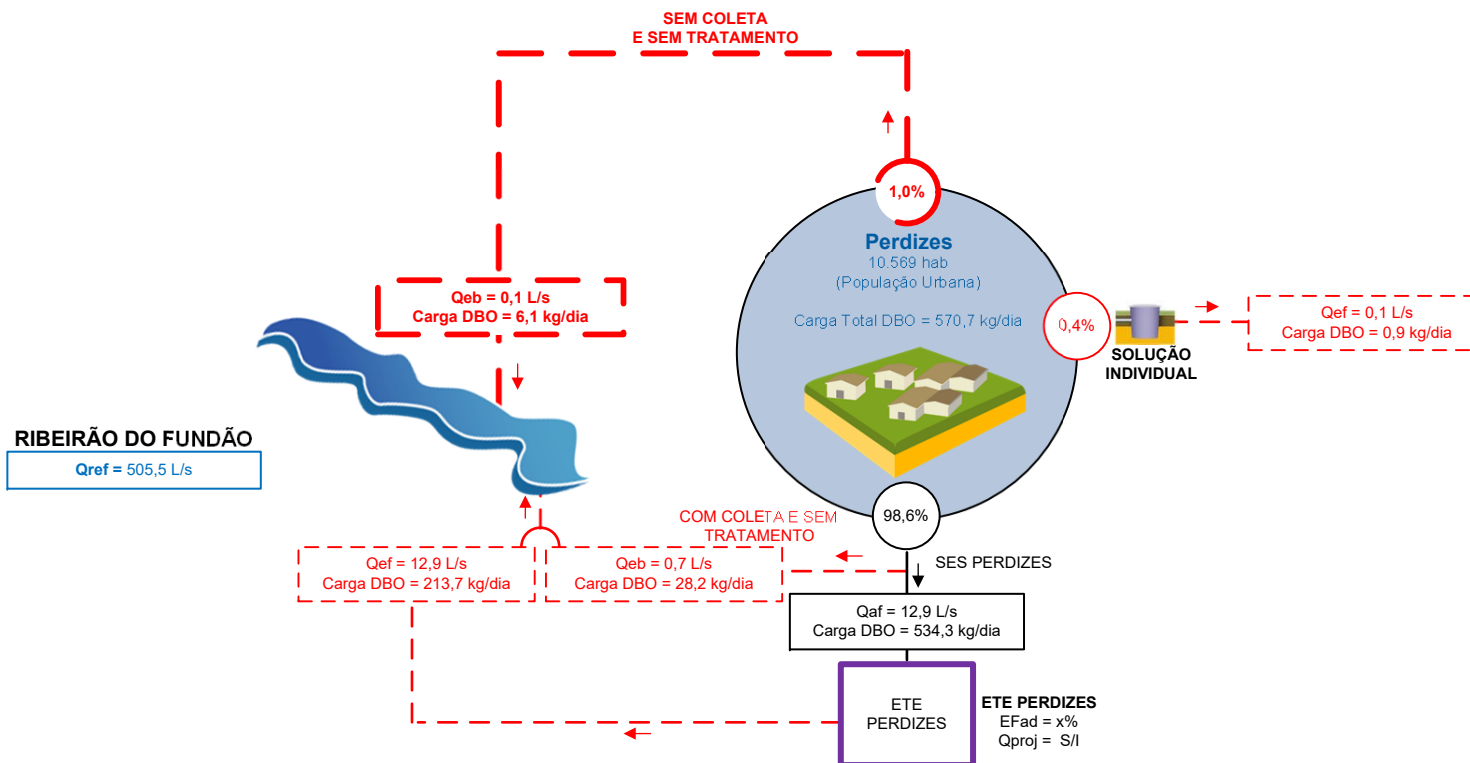 SEM COLETA
E SEM TRATAMENTO
1,0%
Perdizes
10.569 hab
(População Urbana)
Carga Total DBO = 570,7 kg/dia
0,4%
SOLUÇÃO
INDIVIDUAL
Qef = 0,1 L/s
Carga DBO = 0,9 kg/dia
Qeb = 0,1 L/s
Carga DBO = 6,1 kg/dia
RIBEIRÃO DO FUNDÃO
Qref = 505,5 L/s
98,6%
COM COLETA E SEM
TRATAMENTO
SES PERDIZES
Qef = 12,9 L/s
Carga DBO = 213,7 kg/dia
Qeb = 0,7 L/s
Carga DBO = 28,2 kg/dia
Qaf = 12,9 L/s
Carga DBO = 534,3 kg/dia
ETE
PERDIZES
ETE PERDIZES
EFad = x%
Qproj = S/I